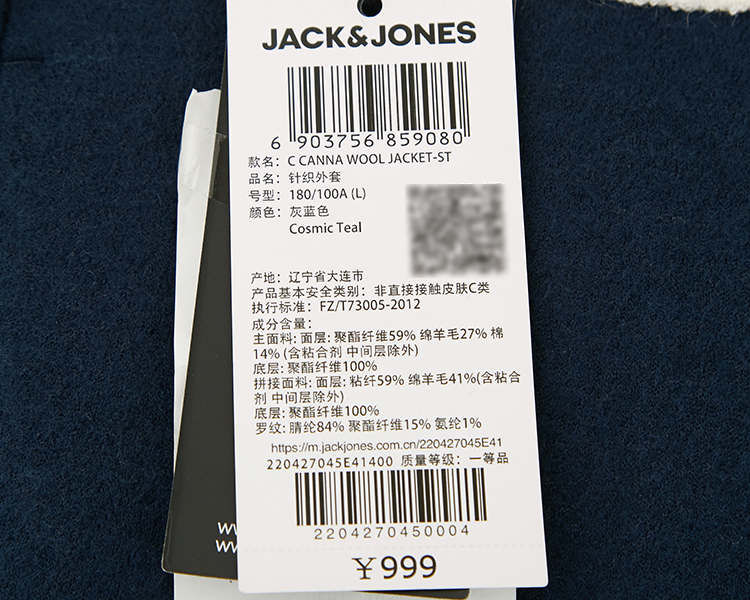 JACK&JONES
6 903756 859080
款名: C CANNA WOOL JACKET-ST
品名: 针织外套
号型: 180/100A (L)
颜色: 灰蓝色
Cosmic Teal
产地: 辽宁省大连市
产品基本安全类别: 非直接接触皮肤C类
执行标准: FZ/T73005-2012
成分含量:
主面料: 面层: 聚酯纤维59% 绵羊毛27% 棉
14% (含粘合剂 中间层除外)
底层: 聚酯纤维100%
拼接面料: 面层: 粘纤59% 绵羊毛41%(含粘合
剂 中间层除外)
底层: 聚酯纤维100%
罗纹: 腈纶84% 聚酯纤维15% 氨纶1%
https://m.jackjones.com.cn/220427045E41
220427045E41400 质量等级: 一等品
2204270450004
¥999